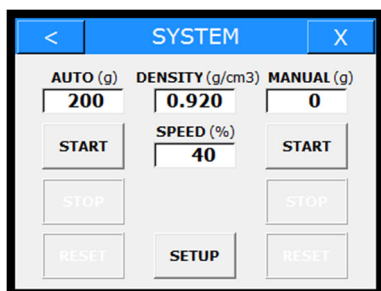 < SYSTEM X
AUTO (g) DENSITY (g/cm3) MANUAL (g)
200 0.920 0
SPEED (%)
START 40 START
STOP STOP
RESET SETUP RESET